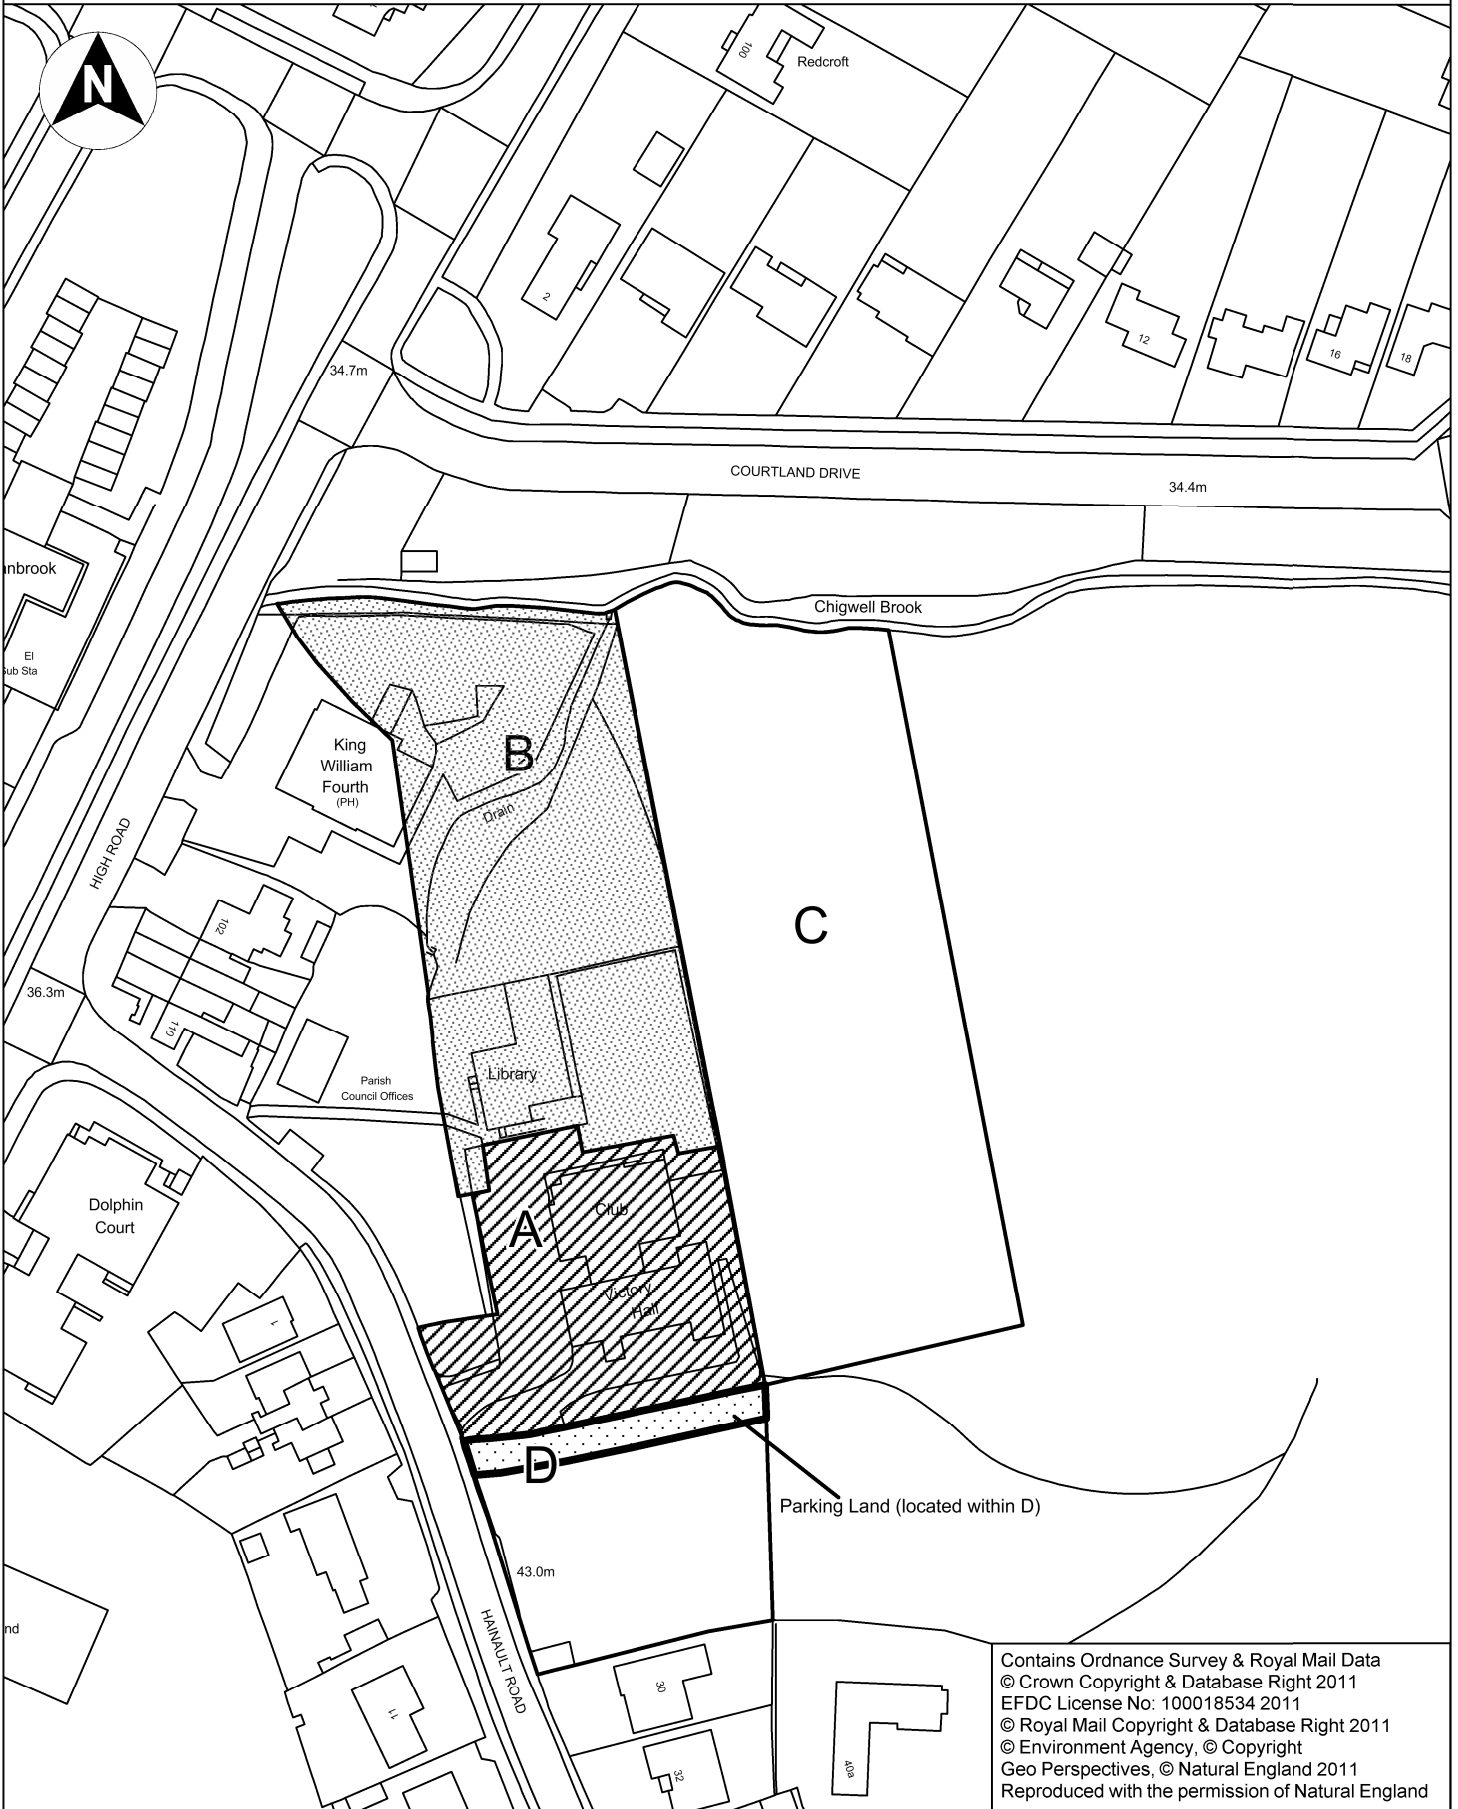 N
100
Redcroft
2
12
16
18
34.7m
COURTLAND DRIVE
34.4m
Chigwell Brook
anbrook
El
Sub Sta
King
William
Fourth
(PH)
B
Drain
HIGH ROAD
C
102
36.3m
110
Parish
Council Offices
Library
Dolphin
Court
A
Club
Victory
Hall
1
D
Parking Land (located within D)
43.0m
HAINAULT ROAD
nd
30
11
32
40a
Contains Ordnance Survey & Royal Mail Data
© Crown Copyright & Database Right 2011
EFDC License No: 100018534 2011
© Royal Mail Copyright & Database Right 2011
© Environment Agency, © Copyright
Geo Perspectives, © Natural England 2011
Reproduced with the permission of Natural England